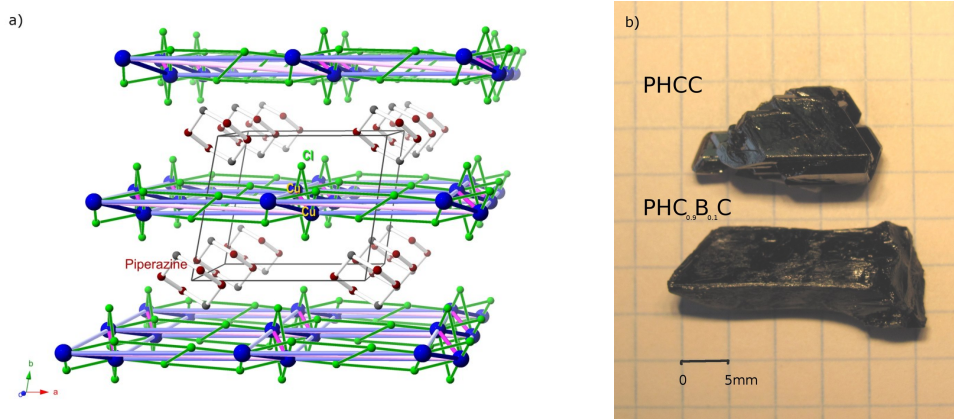 a)
Cl
Cu
Cu
Piperazine
b
c
a
b)
PHCC
PHC₀.₉B₀.₁C
0 5mm